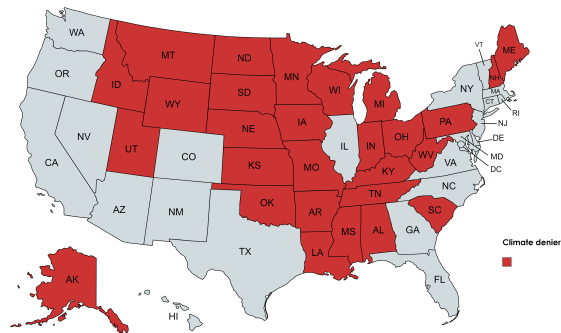 WA
MT
ND
MN
VT
ME
OR
ID
SD
WI
NH
WY
MI
NY
MA
CT
RI
NV
NE
IA
PA
NJ
UT
CO
IL
IN
OH
DE
CA
KS
MO
WV
VA
MD
KY
DC
AZ
NM
OK
AR
TN
NC
SC
MS
AL
GA
TX
LA
Climate denier
FL
AK
HI